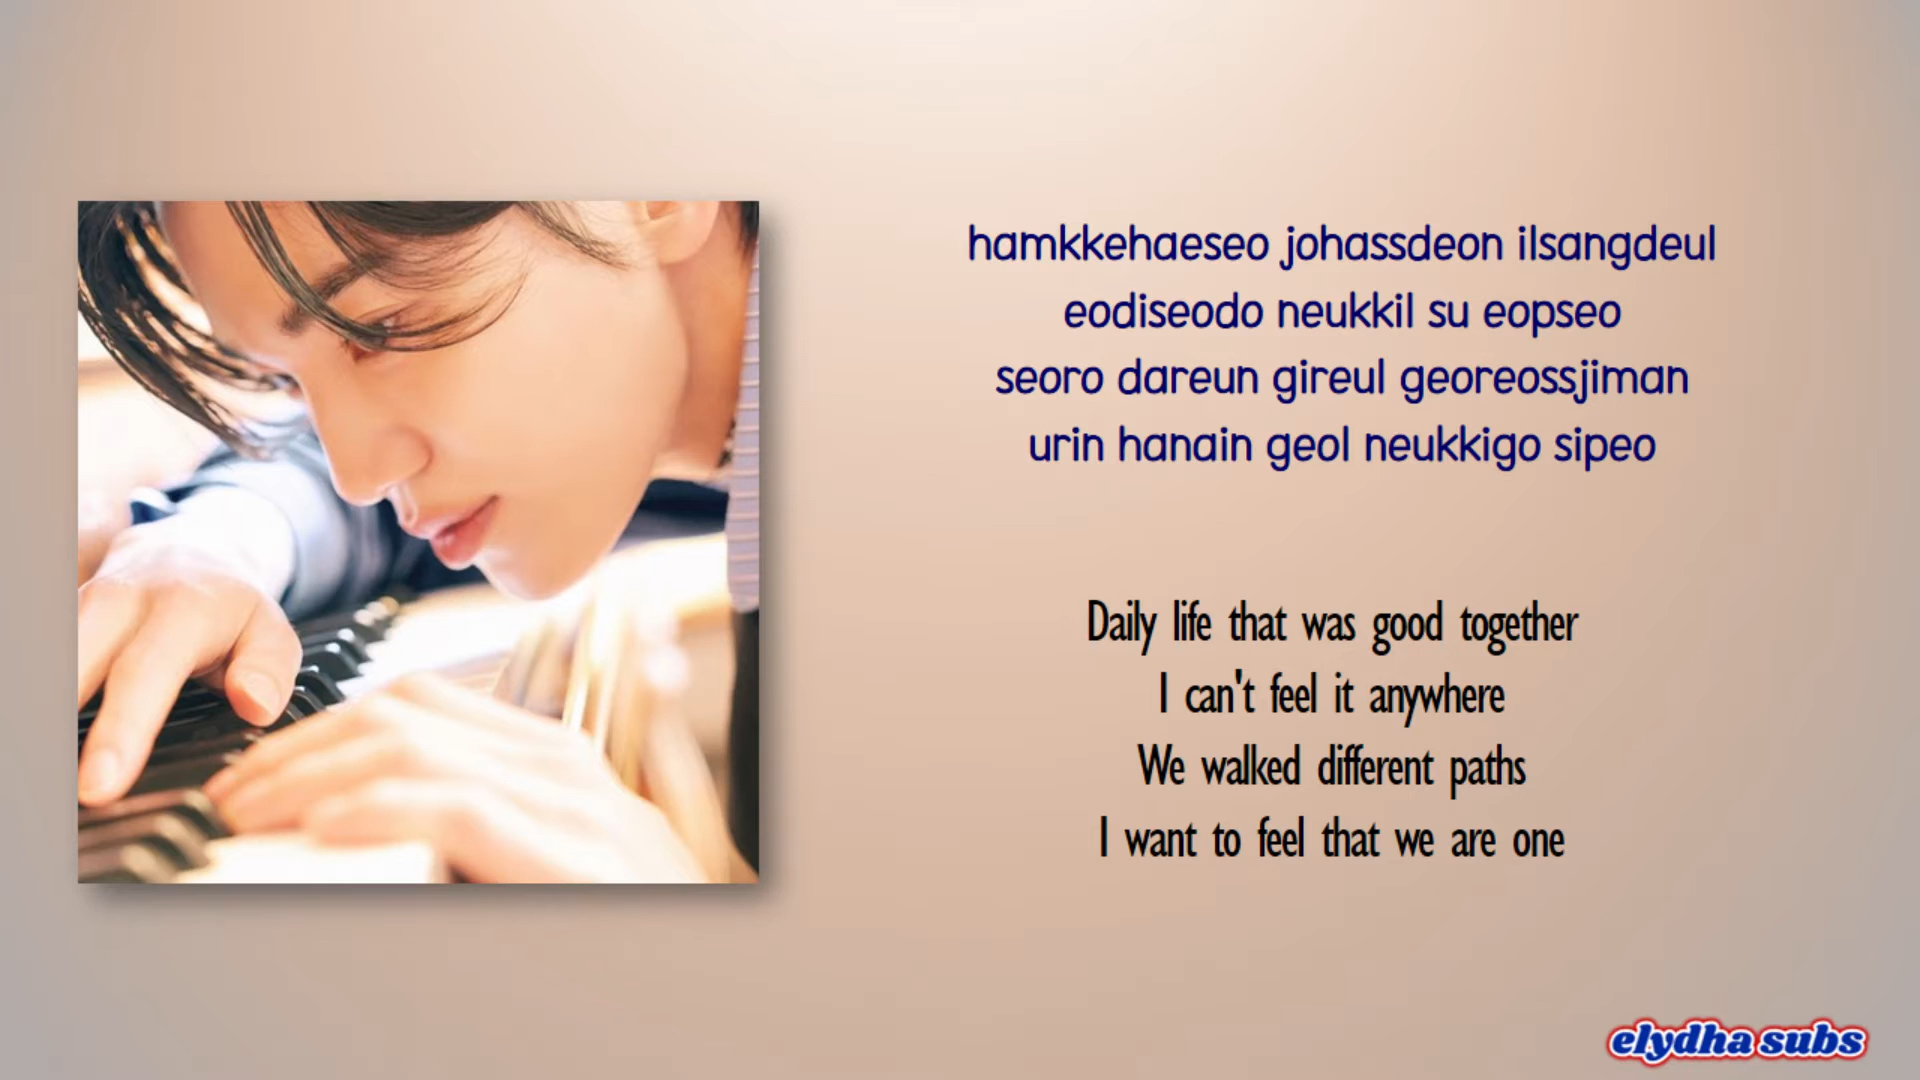 hamkkehaeseo johassdeon ilsangdeul
eodiseodo neukkil su eopseo
seoro dareun gireul georeossjiman
urin hanain geol neukkigo sipeo
Daily life that was good together
I can't feel it anywhere
We walked different paths
I want to feel that we are one
elydha subs